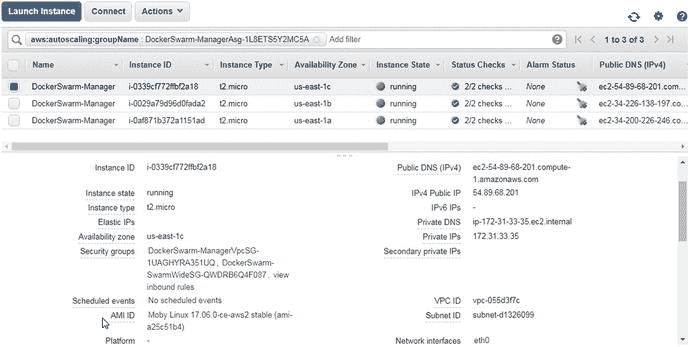 Launch Instance Connect Actions
aws:autoscaling:groupName : DockerSwarm-ManagerAsg-1L8ETS5Y2MC5A Add filter 1 to 3 of 3
Name Instance ID Instance Type Availability Zone Instance State Status Checks Alarm Status Public DNS (IPv4)
DockerSwarm-Manager i-0339cf772ffbf2a18 t2.micro us-east-1c running 2/2 checks ... None ec2-54-89-68-201.com...
DockerSwarm-Manager i-0029a79d96d0fada2 t2.micro us-east-1b running 2/2 checks ... None ec2-34-226-138-197.co...
DockerSwarm-Manager i-0af871b372a1151ad t2.micro us-east-1a running 2/2 checks ... None ec2-34-200-226-246.co...
Instance ID i-0339cf772ffbf2a18 Public DNS (IPv4) ec2-54-89-68-201.compute-
1.amazonaws.com
Instance state running IPv4 Public IP 54.89.68.201
Instance type t2.micro IPv6 IPs -
Elastic IPs Private DNS ip-172-31-33-35.ec2.internal
Availability zone us-east-1c Private IPs 172.31.33.35
Security groups DockerSwarm-ManagerVpcSG- Secondary private IPs
1UAGHYRA351UQ, DockerSwarm-
SwarmWideSG-QWDRB6Q4F087. view
inbound rules
Scheduled events No scheduled events VPC ID vpc-055d3f7c
AMI ID Moby Linux 17.06.0-ce-aws2 stable (ami- Subnet ID subnet-d1326099
a25c51b4)
Platform - Network interfaces eth0